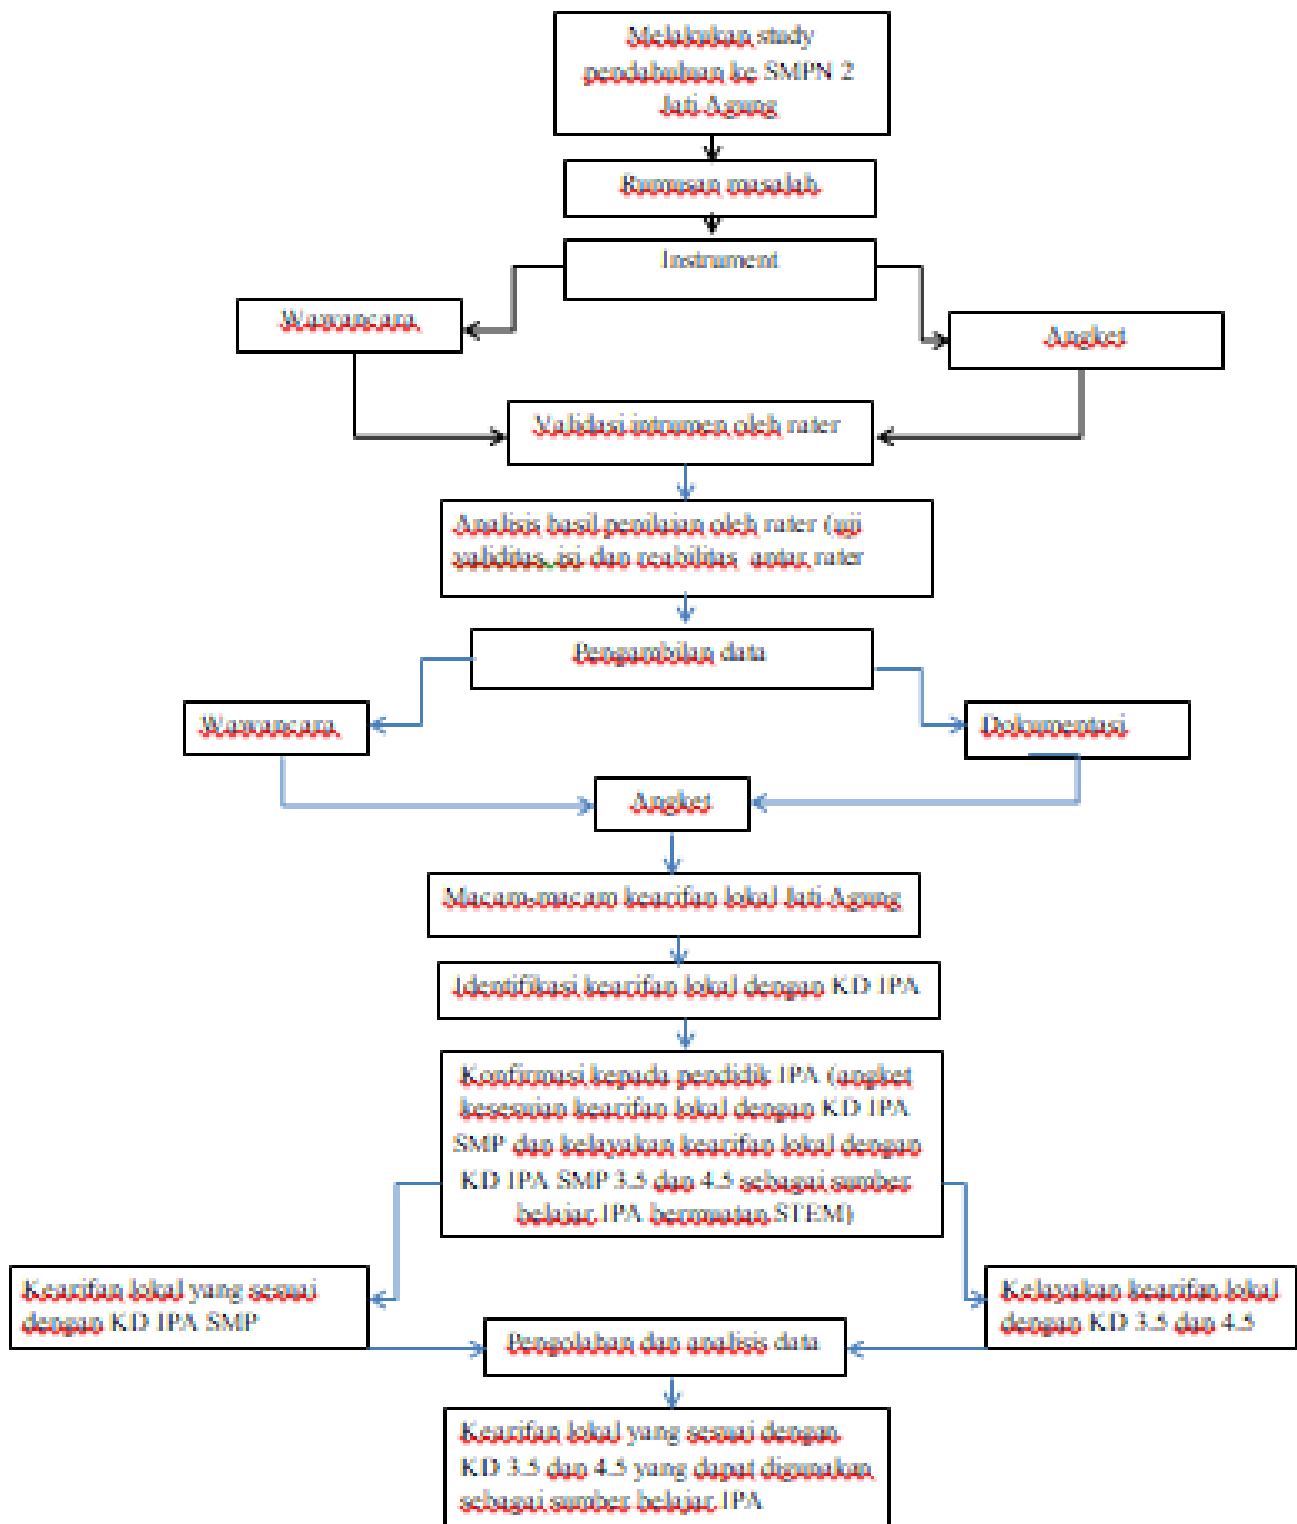 Melakukan study
pendahuluan ke SMPN 2
Jati Agung
Rumusan masalah
Instrument
Wawancara
Angket
Validasi intrumen oleh rater
Analisis hasil penilaian oleh rater (uji
validitas isi dan reabilitas antar rater
Pengambilan data
Wawancara
Dokumentasi
Angket
Macam-macam kearifan lokal Jati Agung
Identifikasi kearifan lokal dengan KD IPA
Konfirmasi kepada pendidik IPA (angket
kesesuian kearifan lokal dengan KD IPA
SMP dan kelayakan kearifan lokal dengan
KD IPA SMP 3.5 dan 4.5 sebagai sumber
belajar IPA bermuatan STEM)
Kearifan lokal yang sesuai
dengan KD IPA SMP
Kelayakan kearifan lokal
dengan KD 3.5 dan 4.5
Pengolahan dan analisis data
Kearifan lokal yang sesuai dengan
KD 3.5 dan 4.5 yang dapat digunakan
sebagai sumber belajar IPA